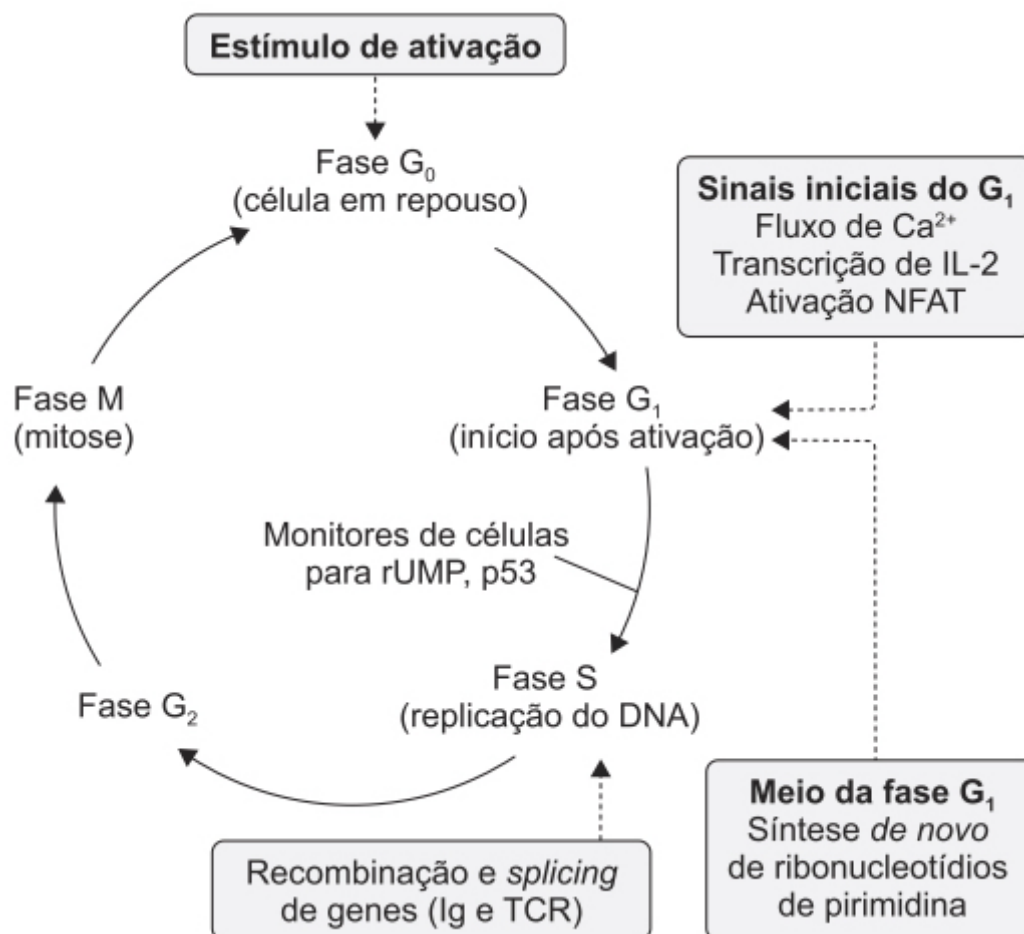 Estímulo de ativação
Fase G₀
(célula em repouso)
Sinais iniciais do G₁
Fluxo de Ca²⁺
Transcrição de IL-2
Ativação NFAT
Fase M
(mitose)
Fase G₁
(início após ativação)
Monitores de células
para rUMP, p53
Fase S
(replicação do DNA)
Fase G₂
Meio da fase G₁
Síntese de novo
de ribonucleotídios
de pirimidina
Recombinação e splicing
de genes (Ig e TCR)